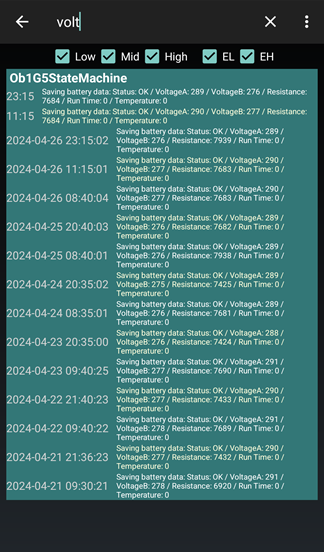 volt
Low Mid High EL EH
Ob1G5StateMachine
23:15 Saving battery data: Status: OK / VoltageA: 289 / VoltageB: 276 / Resistance:
7684 / Run Time: 0 / Temperature: 0
11:15 Saving battery data: Status: OK / VoltageA: 290 / VoltageB: 277 / Resistance:
7684 / Run Time: 0 / Temperature: 0
2024-04-26 23:15:02 Saving battery data: Status: OK / VoltageA: 289 /
VoltageB: 276 / Resistance: 7939 / Run Time: 0 /
Temperature: 0
2024-04-26 11:15:01 Saving battery data: Status: OK / VoltageA: 290 /
VoltageB: 277 / Resistance: 7683 / Run Time: 0 /
Temperature: 0
2024-04-26 08:40:04 Saving battery data: Status: OK / VoltageA: 290 /
VoltageB: 277 / Resistance: 7683 / Run Time: 0 /
Temperature: 0
2024-04-25 20:40:03 Saving battery data: Status: OK / VoltageA: 289 /
VoltageB: 276 / Resistance: 7682 / Run Time: 0 /
Temperature: 0
2024-04-25 08:40:01 Saving battery data: Status: OK / VoltageA: 289 /
VoltageB: 276 / Resistance: 7938 / Run Time: 0 /
Temperature: 0
2024-04-24 20:35:02 Saving battery data: Status: OK / VoltageA: 289 /
VoltageB: 275 / Resistance: 7425 / Run Time: 0 /
Temperature: 0
2024-04-24 08:35:01 Saving battery data: Status: OK / VoltageA: 289 /
VoltageB: 276 / Resistance: 7681 / Run Time: 0 /
Temperature: 0
2024-04-23 20:35:00 Saving battery data: Status: OK / VoltageA: 288 /
VoltageB: 276 / Resistance: 7424 / Run Time: 0 /
Temperature: 0
2024-04-23 09:40:25 Saving battery data: Status: OK / VoltageA: 291 /
VoltageB: 277 / Resistance: 7690 / Run Time: 0 /
Temperature: 0
2024-04-22 21:40:23 Saving battery data: Status: OK / VoltageA: 290 /
VoltageB: 277 / Resistance: 7433 / Run Time: 0 /
Temperature: 0
2024-04-22 09:40:22 Saving battery data: Status: OK / VoltageA: 291 /
VoltageB: 278 / Resistance: 7689 / Run Time: 0 /
Temperature: 0
2024-04-21 21:36:23 Saving battery data: Status: OK / VoltageA: 290 /
VoltageB: 277 / Resistance: 7432 / Run Time: 0 /
Temperature: 0
2024-04-21 09:30:21 Saving battery data: Status: OK / VoltageA: 291 /
VoltageB: 278 / Resistance: 6920 / Run Time: 0 /
Temperature: 0